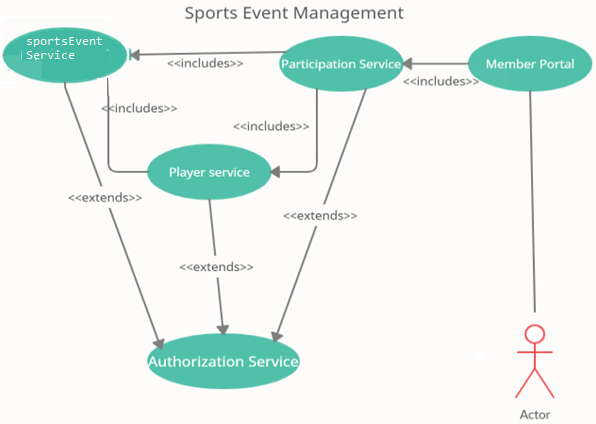 Sports Event Management
sportsEvent
Service
<<includes>>
Participation Service
<<includes>>
Member Portal
<<includes>>
<<includes>>
Player service
<<extends>>
<<extends>>
<<extends>>
Authorization Service
Actor